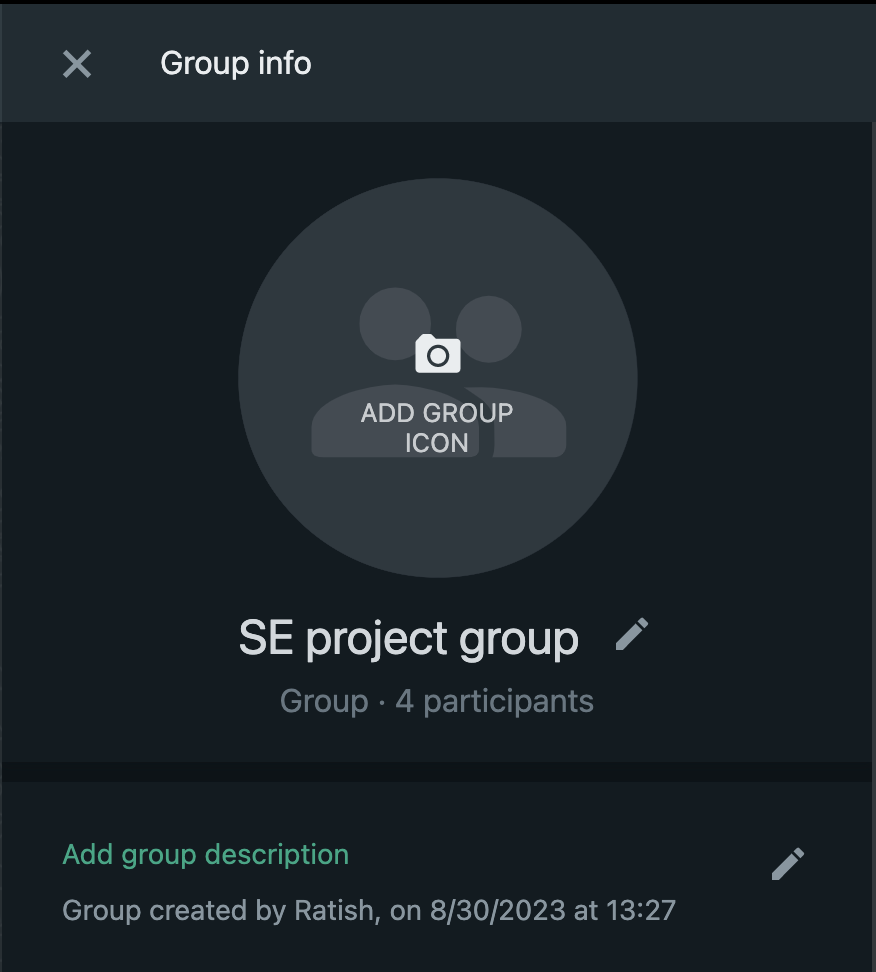 Group info
ADD GROUP
ICON
SE project group
Group · 4 participants
Add group description
Group created by Ratish, on 8/30/2023 at 13:27